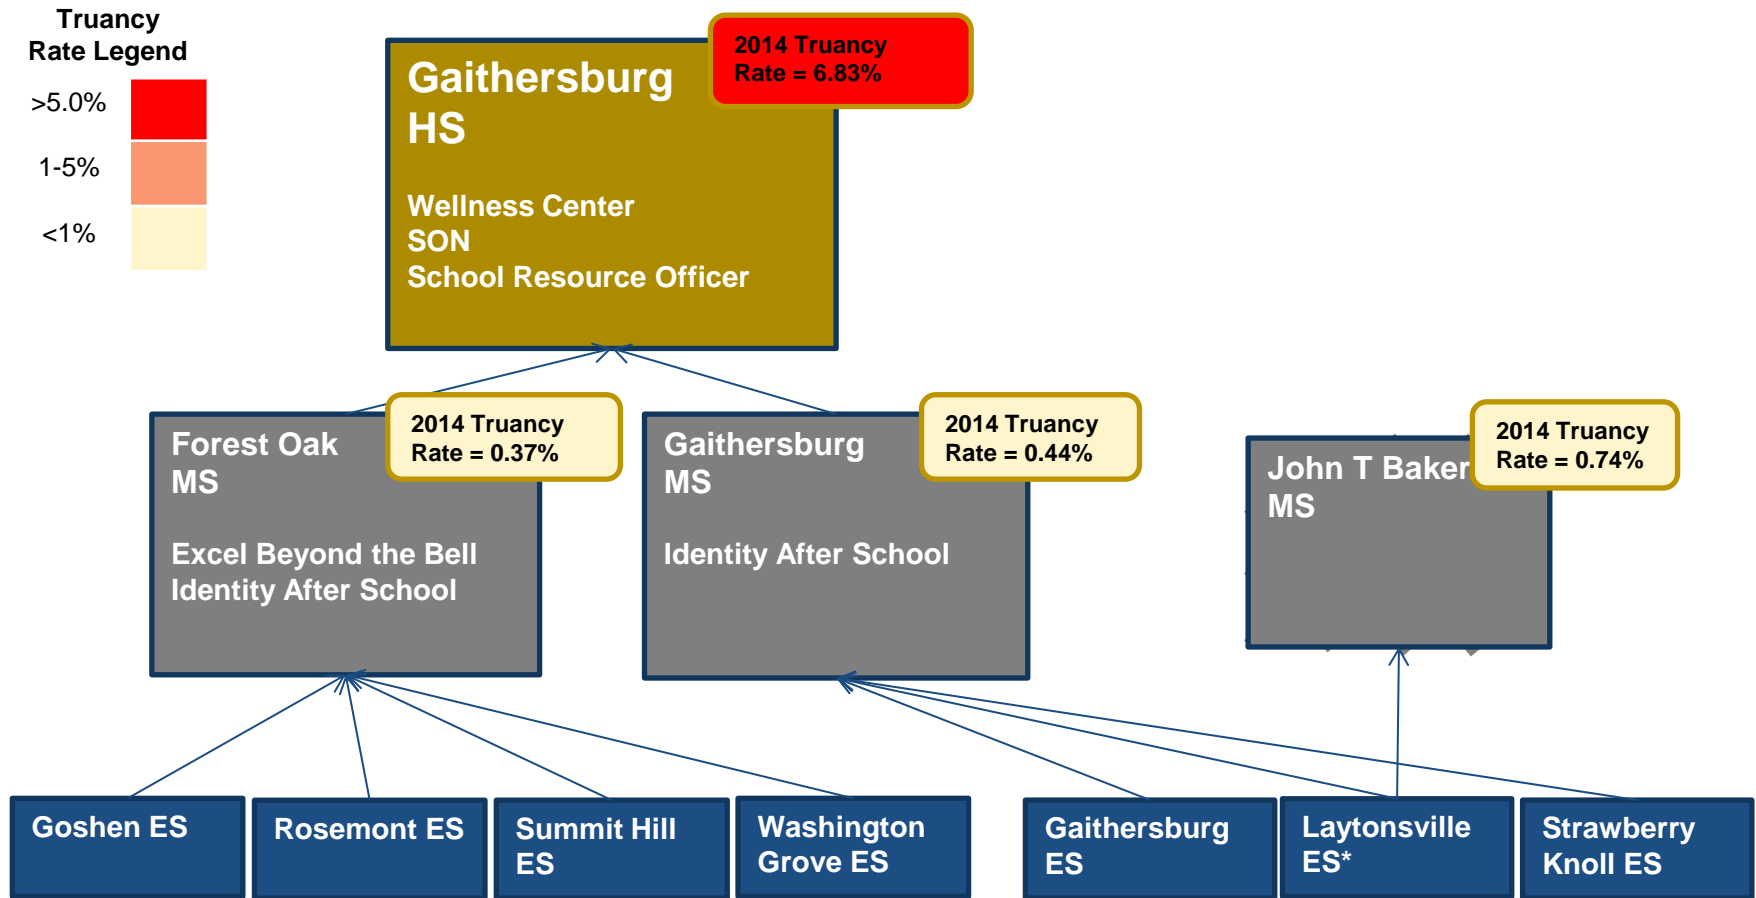 Truancy
Rate Legend
>5.0%
1-5%
<1%
Gaithersburg
HS
Wellness Center
SON
School Resource Officer
2014 Truancy
Rate = 6.83%
Forest Oak
MS
Excel Beyond the Bell
Identity After School
2014 Truancy
Rate = 0.37%
Gaithersburg
MS
Identity After School
2014 Truancy
Rate = 0.44%
John T Baker
MS
2014 Truancy
Rate = 0.74%
Goshen ES
Rosemont ES
Summit Hill
ES
Washington
Grove ES
Gaithersburg
ES
Laytonsville
ES*
Strawberry
Knoll ES